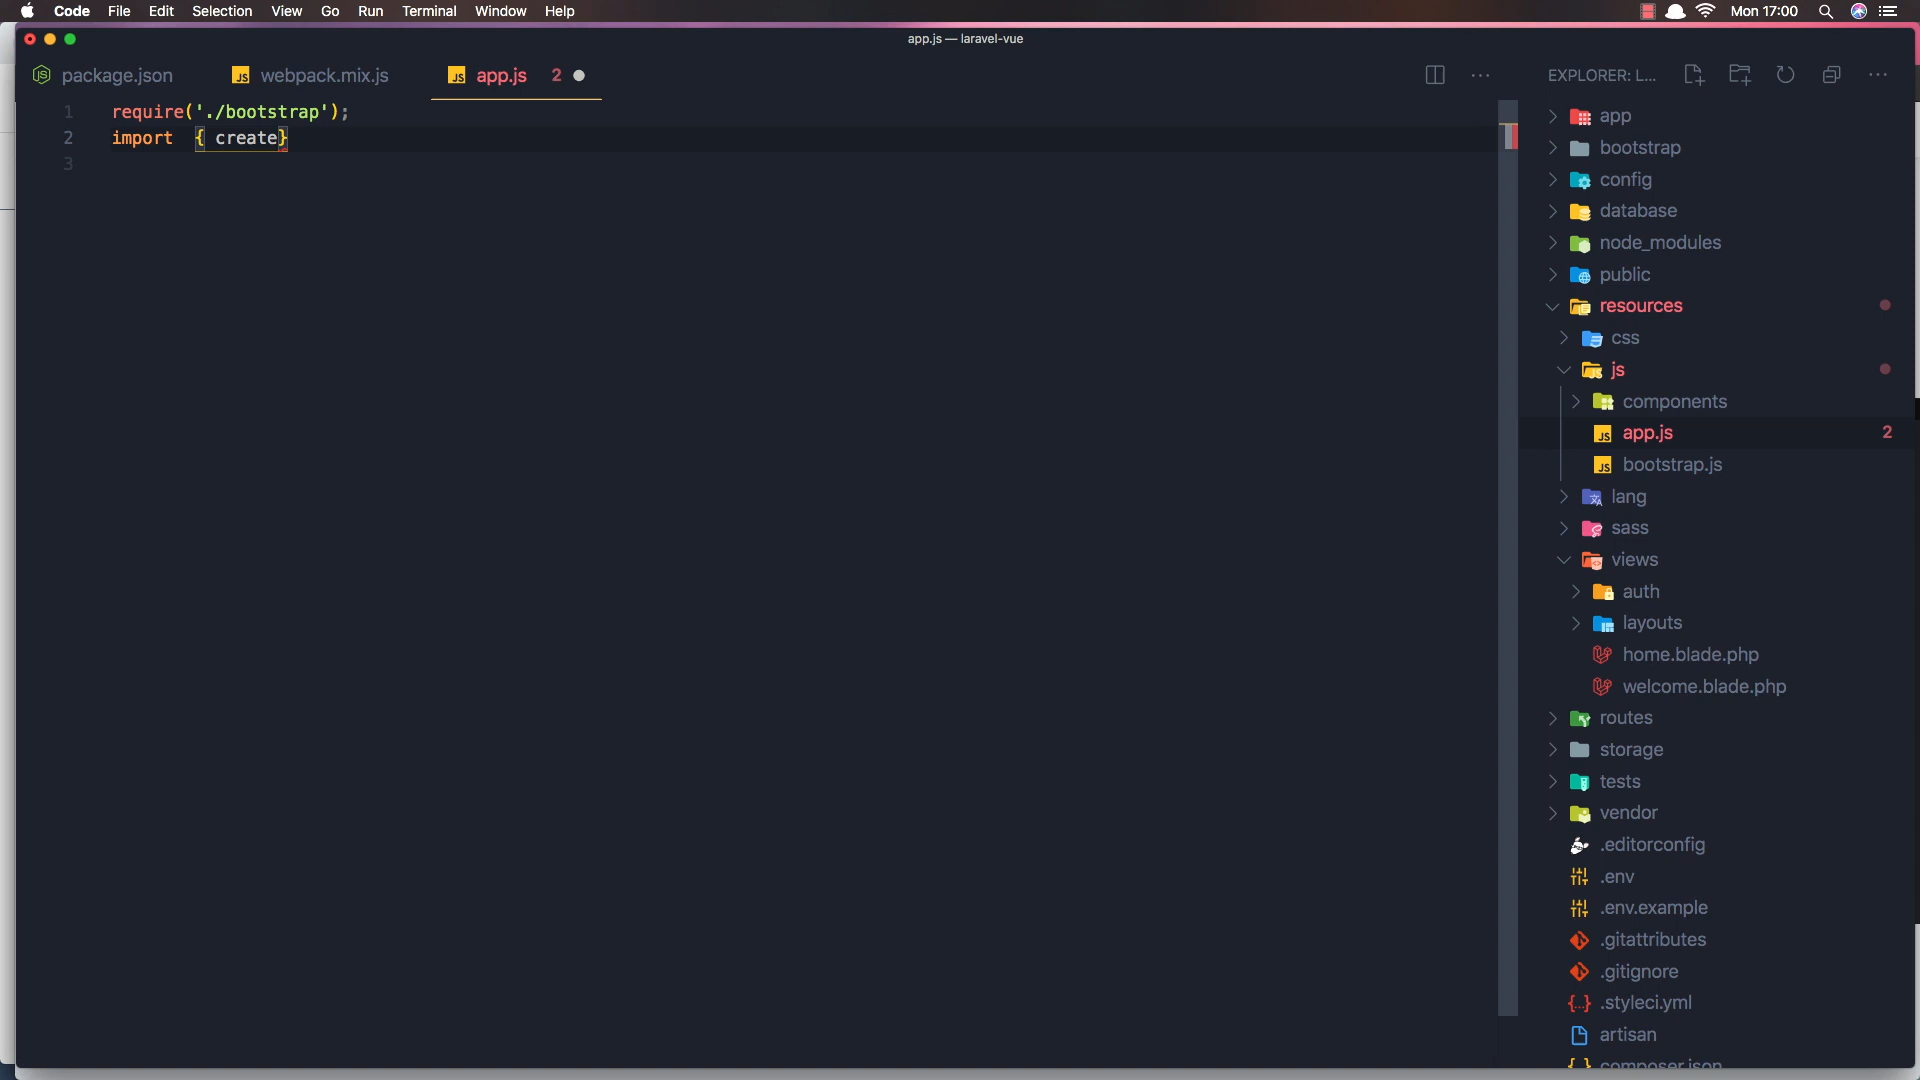 Code File Edit Selection View Go Run Terminal Window Help Mon 17:00
app.js — laravel-vue
package.json webpack.mix.js app.js 2
1 require('./bootstrap');
2 import { create}
3
EXPLORER: L...
app
bootstrap
config
database
node_modules
public
resources
css
js
components
app.js 2
bootstrap.js
lang
sass
views
auth
layouts
home.blade.php
welcome.blade.php
routes
storage
tests
vendor
.editorconfig
.env
.env.example
.gitattributes
.gitignore
.styleci.yml
artisan
composer.json